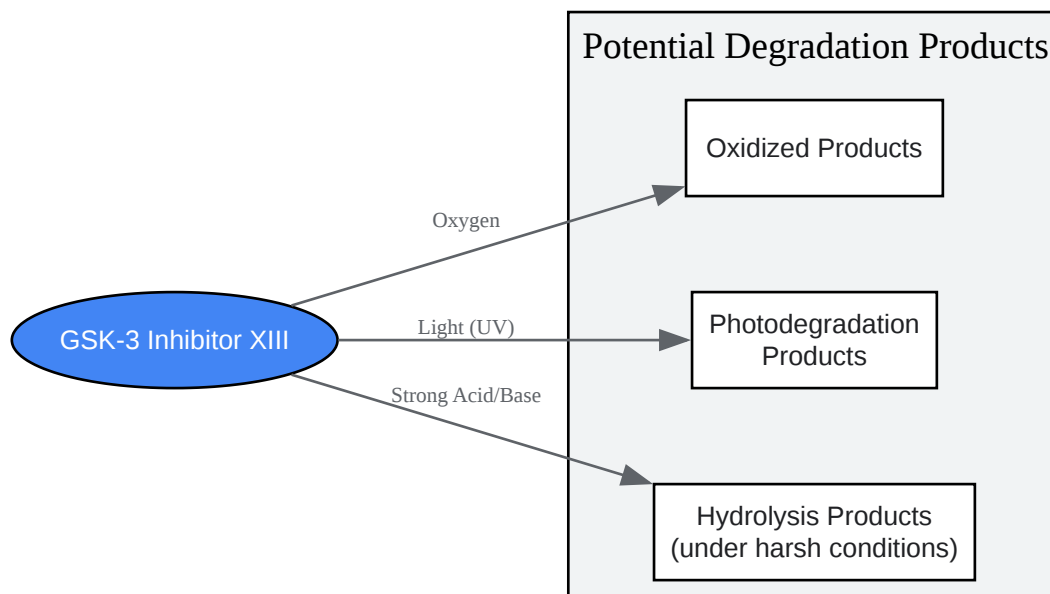 Potential Degradation Products
Oxidized Products
Oxygen
GSK-3 Inhibitor XIII
Light (UV)
Photodegradation
Products
Strong Acid/Base
Hydrolysis Products
(under harsh conditions)